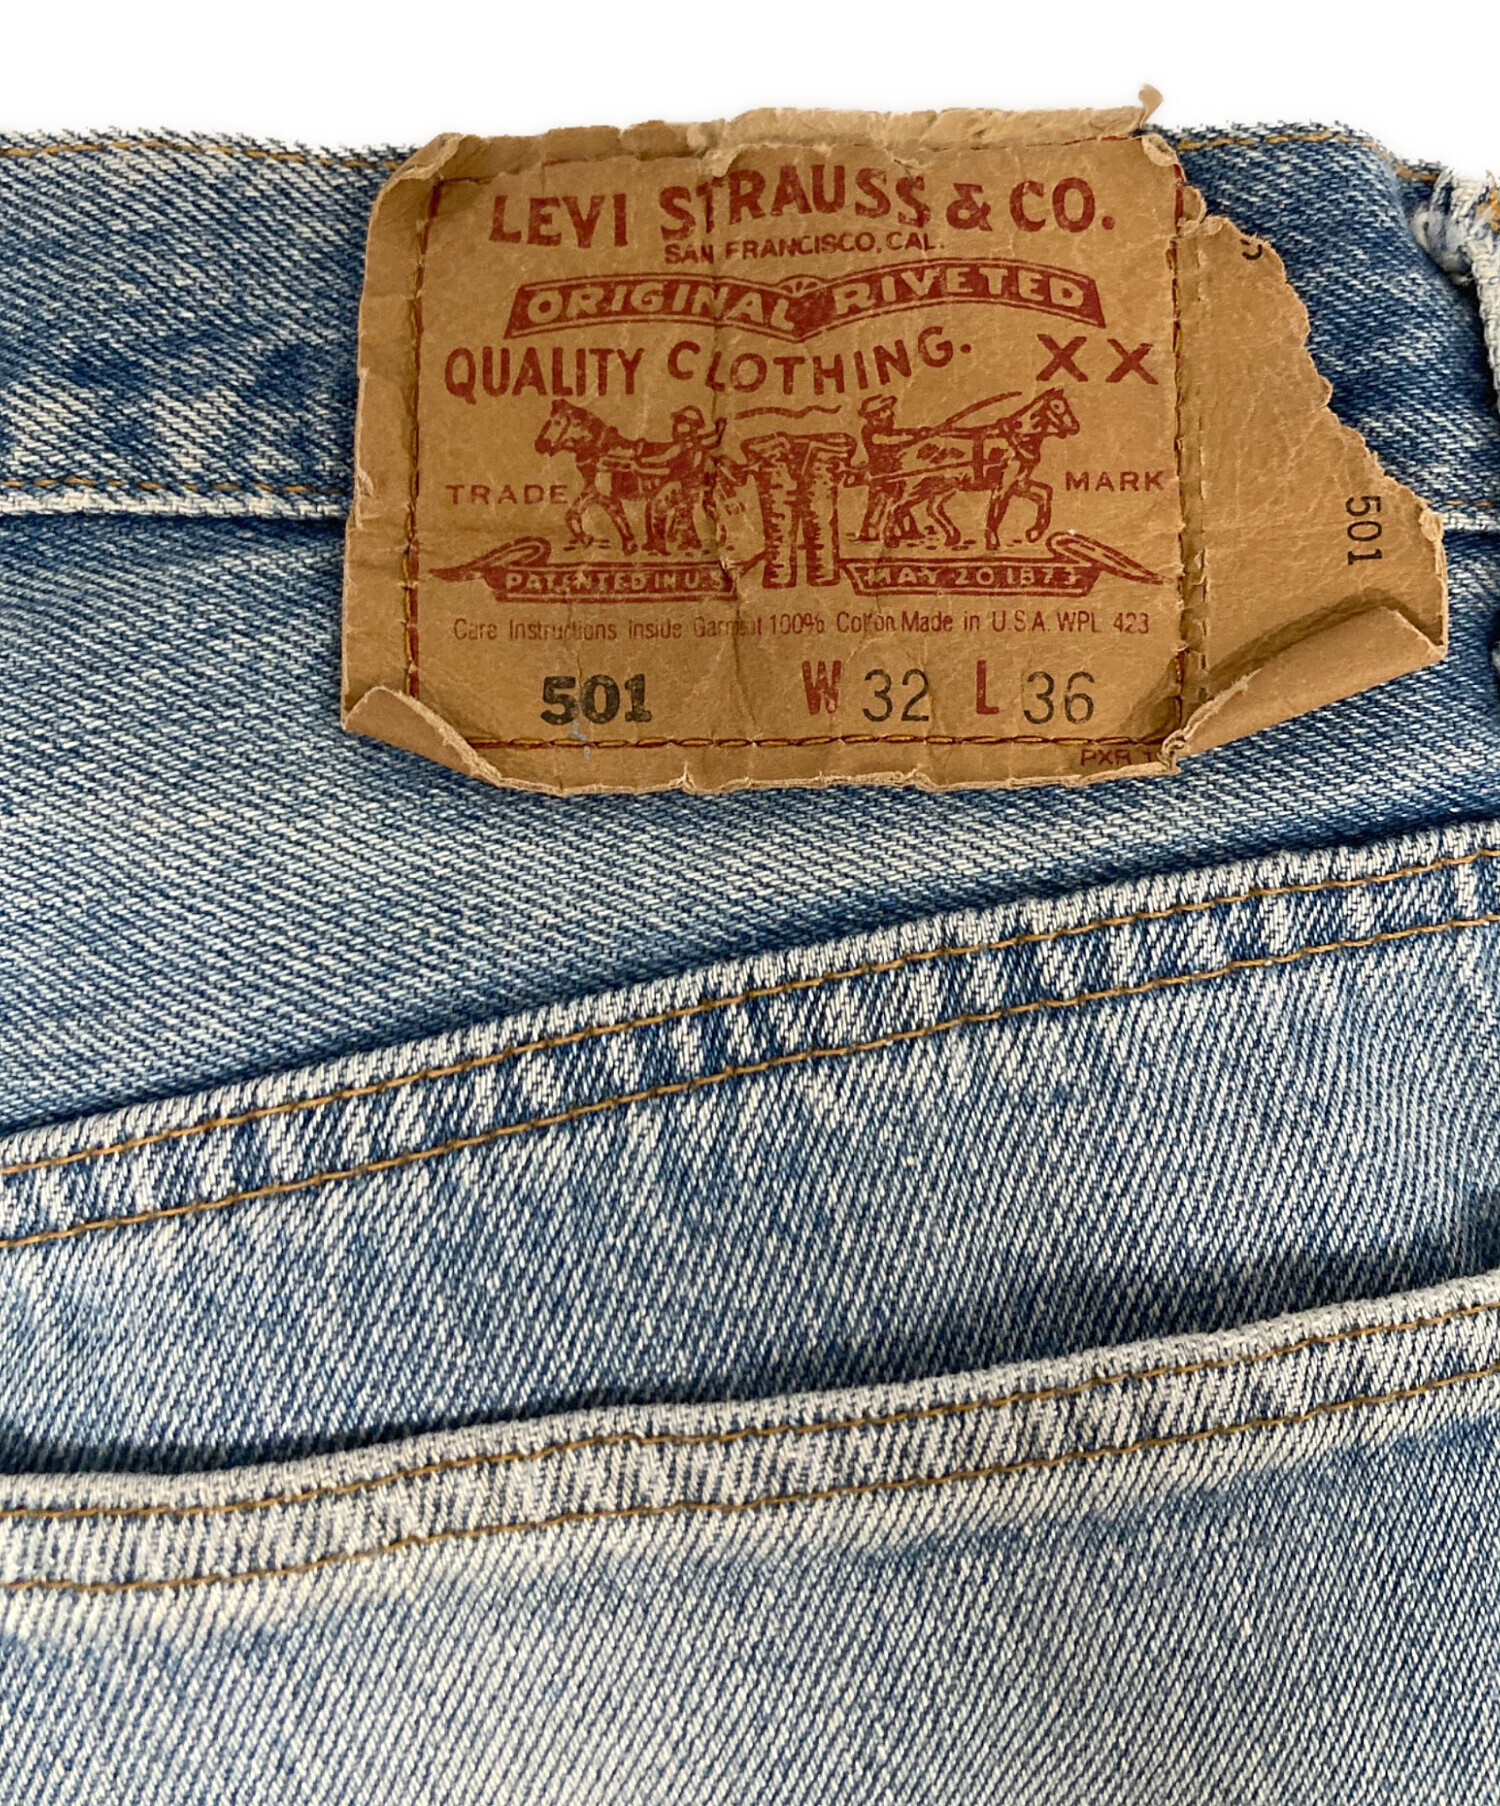 LEVI STRAUSS & CO.
SAN FRANCISCO, CAL.
ORIGINAL RIVETED
QUALITY CLOTHING. XX
TRADE MARK
PATENTED IN U.S. MAY 20 1873
Care Instructions Inside Garment 100% Cotton Made in U.S.A. WPL 423
501 W 32 L 36
PXR
501